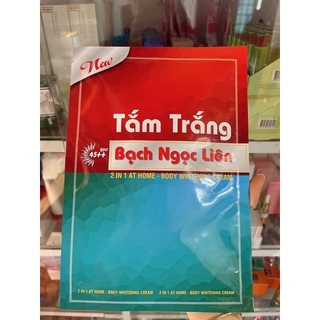 New
Tắm Trắng
SPF
45++
Bạch Ngọc Liên
2 IN 1 AT HOME - BODY WHITENING CREAM
2 IN 1 AT HOME - BODY WHITENING CREAM 2 IN 1 AT HOME - BODY WHITENING CREAM